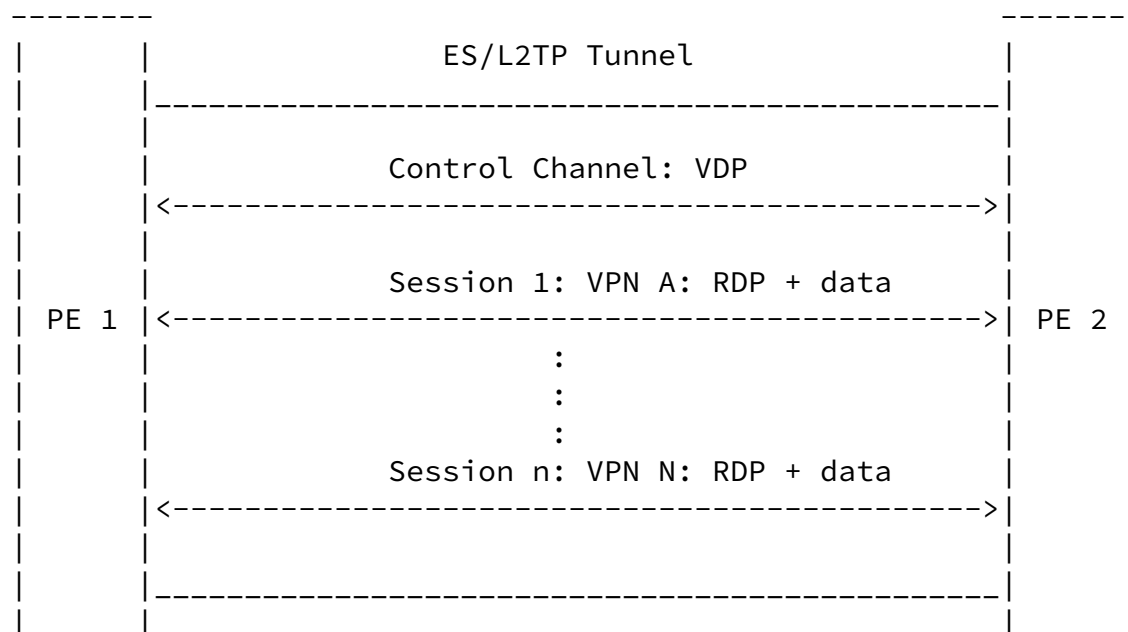 ES/L2TP Tunnel
Control Channel: VDP
Session 1: VPN A: RDP + data
PE 1 PE 2
:
:
:
Session n: VPN N: RDP + data